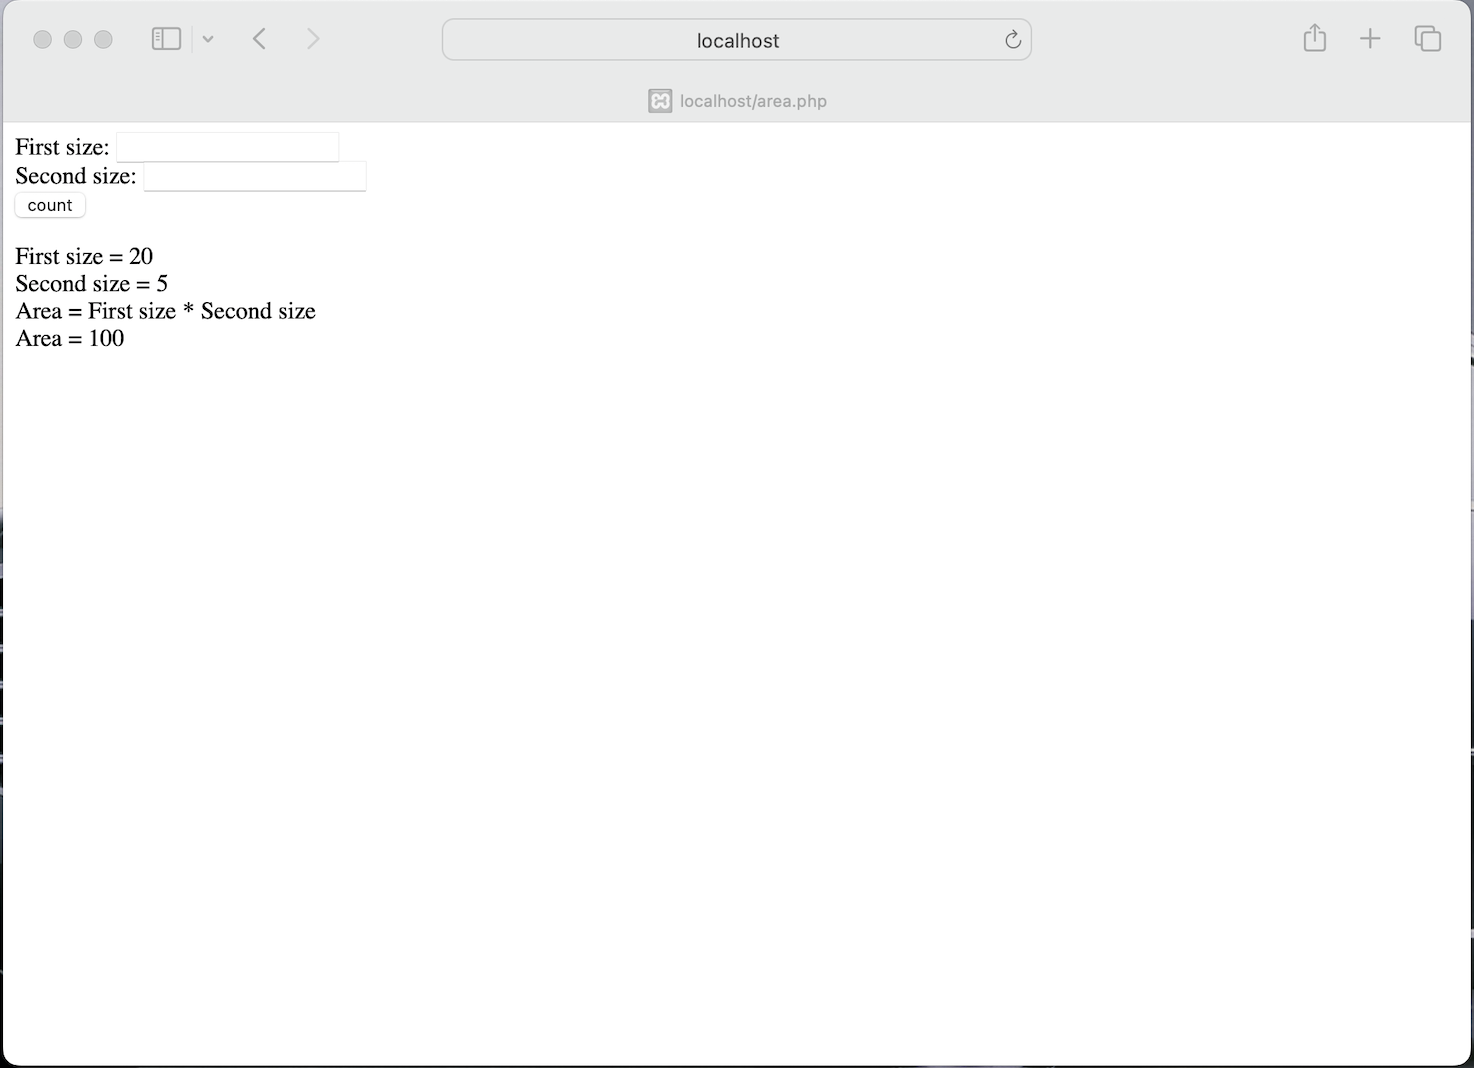 localhost
localhost/area.php
First size:
Second size:
count
First size = 20
Second size = 5
Area = First size * Second size
Area = 100